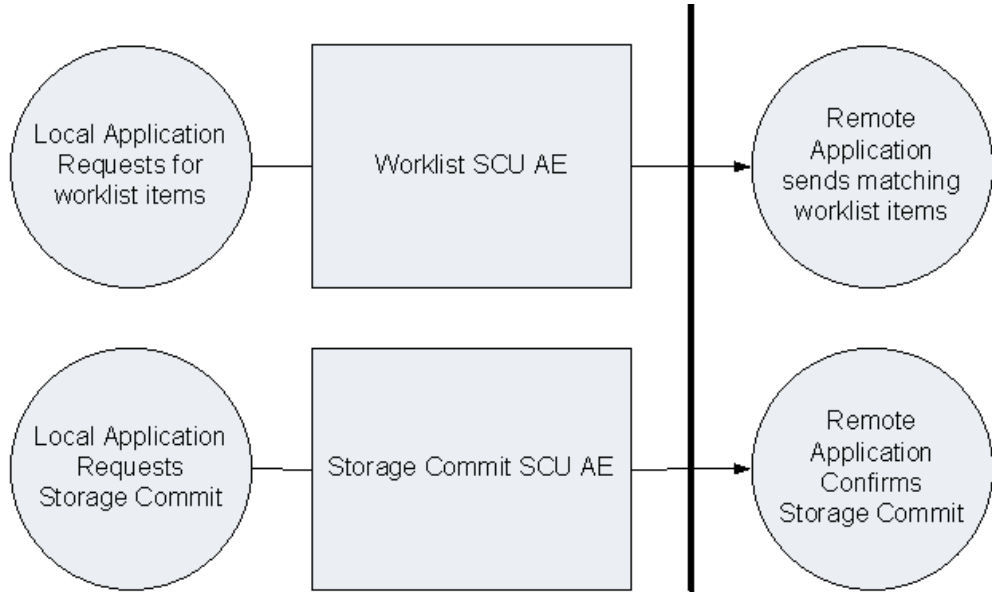 Local Application
Requests for
worklist items
Worklist SCU AE
Remote
Application
sends matching
worklist items
Local Application
Requests
Storage Commit
Storage Commit SCU AE
Remote
Application
Confirms
Storage Commit